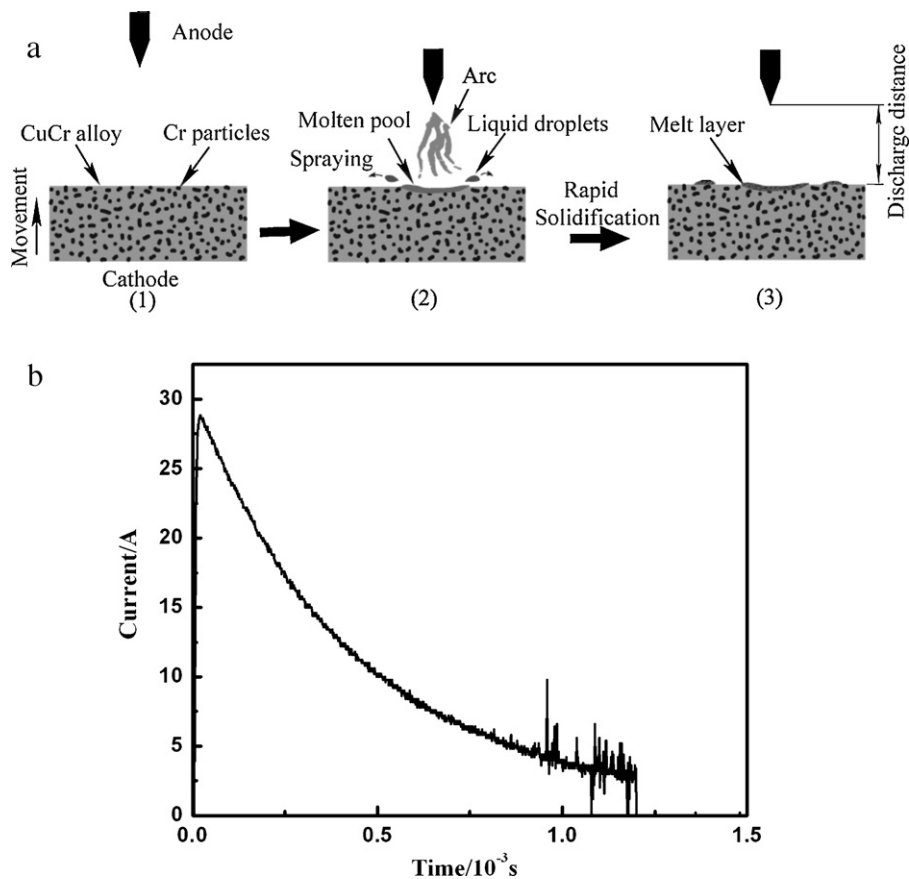 a
Anode
Arc
Molten pool
Liquid droplets
CuCr alloy
Cr particles
Spraying
Melt layer
Discharge distance
Movement
Rapid
Solidification
Cathode
(1)
(2)
(3)
b
30
25
20
15
10
5
0
Current/A
0.0
0.5
1.0
1.5
Time/10⁻³s